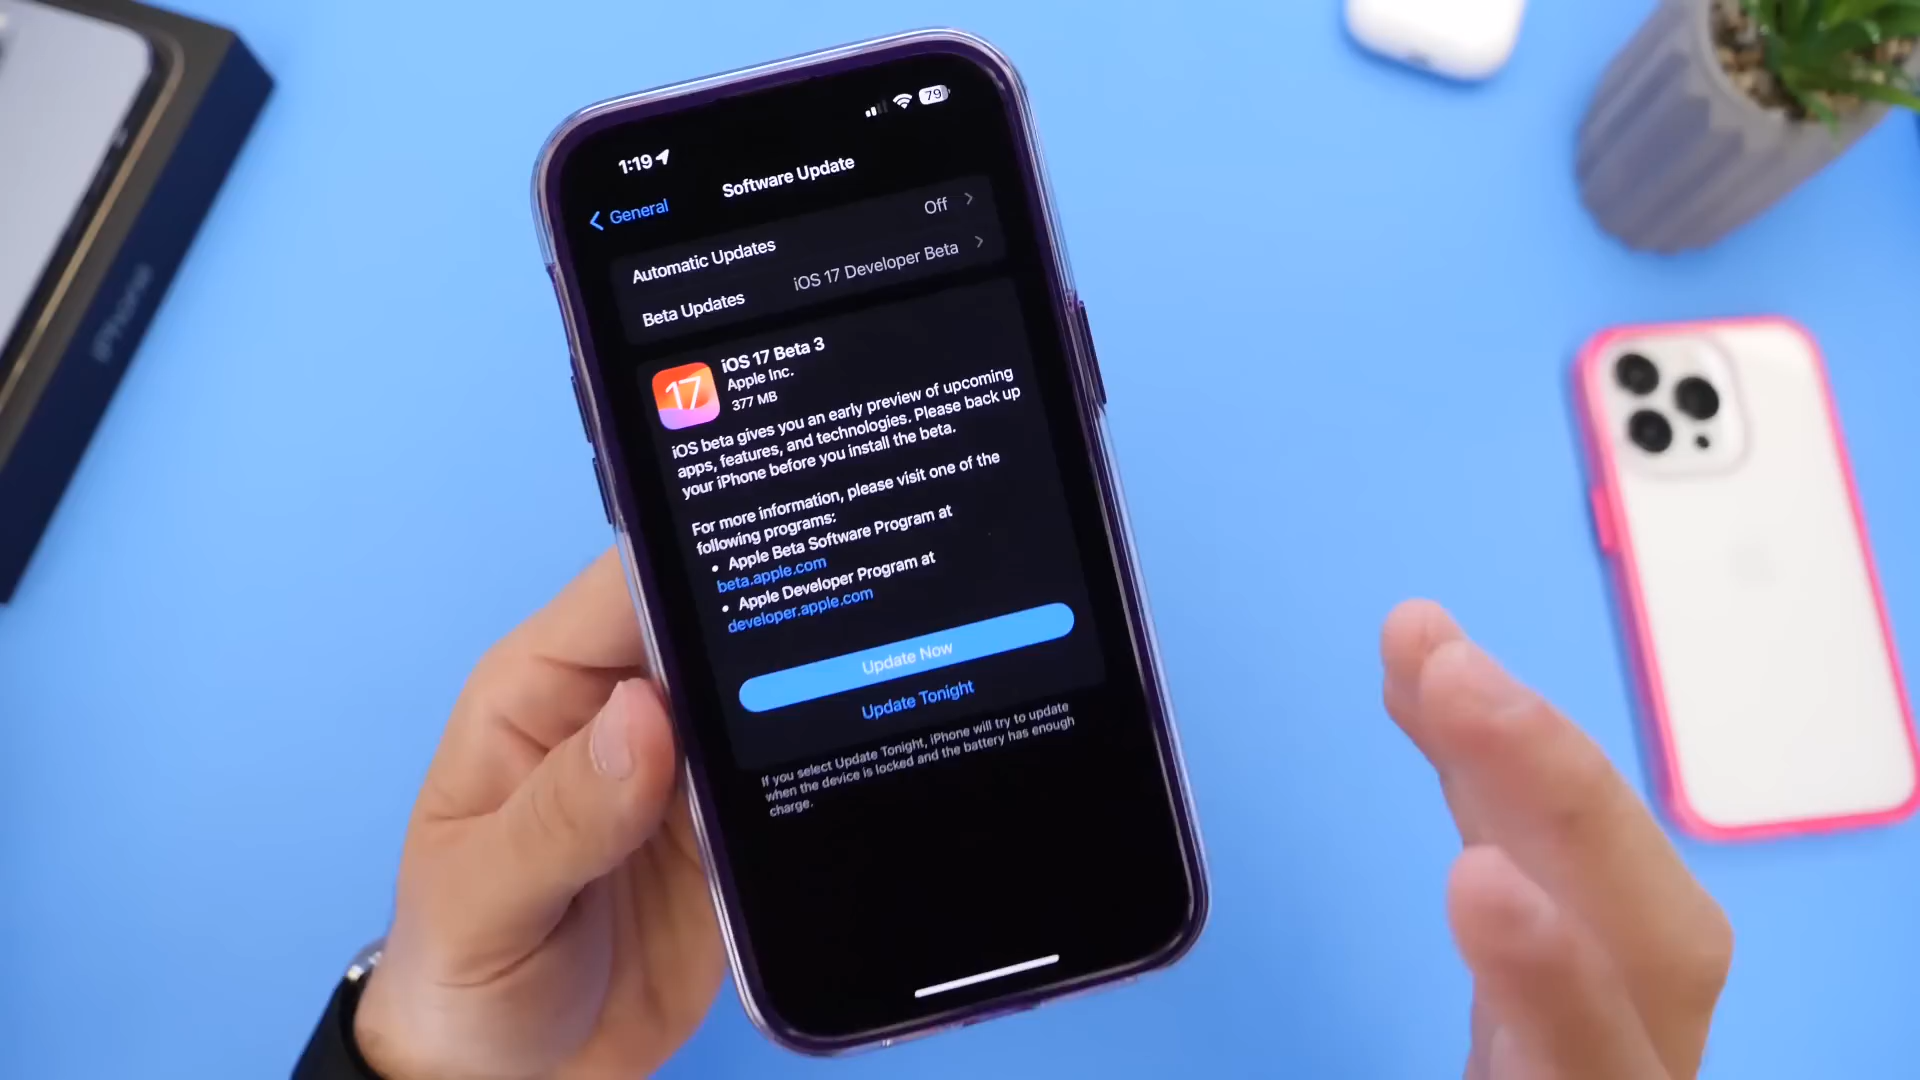 79
1:19
Software Update
General
Automatic Updates Off
Beta Updates iOS 17 Developer Beta
17
iOS 17 Beta 3
Apple Inc.
377 MB
iOS beta gives you an early preview of upcoming
apps, features, and technologies. Please back up
your iPhone before you install the beta.
For more information, please visit one of the
following programs:
• Apple Beta Software Program at
beta.apple.com
• Apple Developer Program at
developer.apple.com
Update Now
Update Tonight
If you select Update Tonight, iPhone will try to update
when the device is locked and the battery has enough
charge.
iPhone